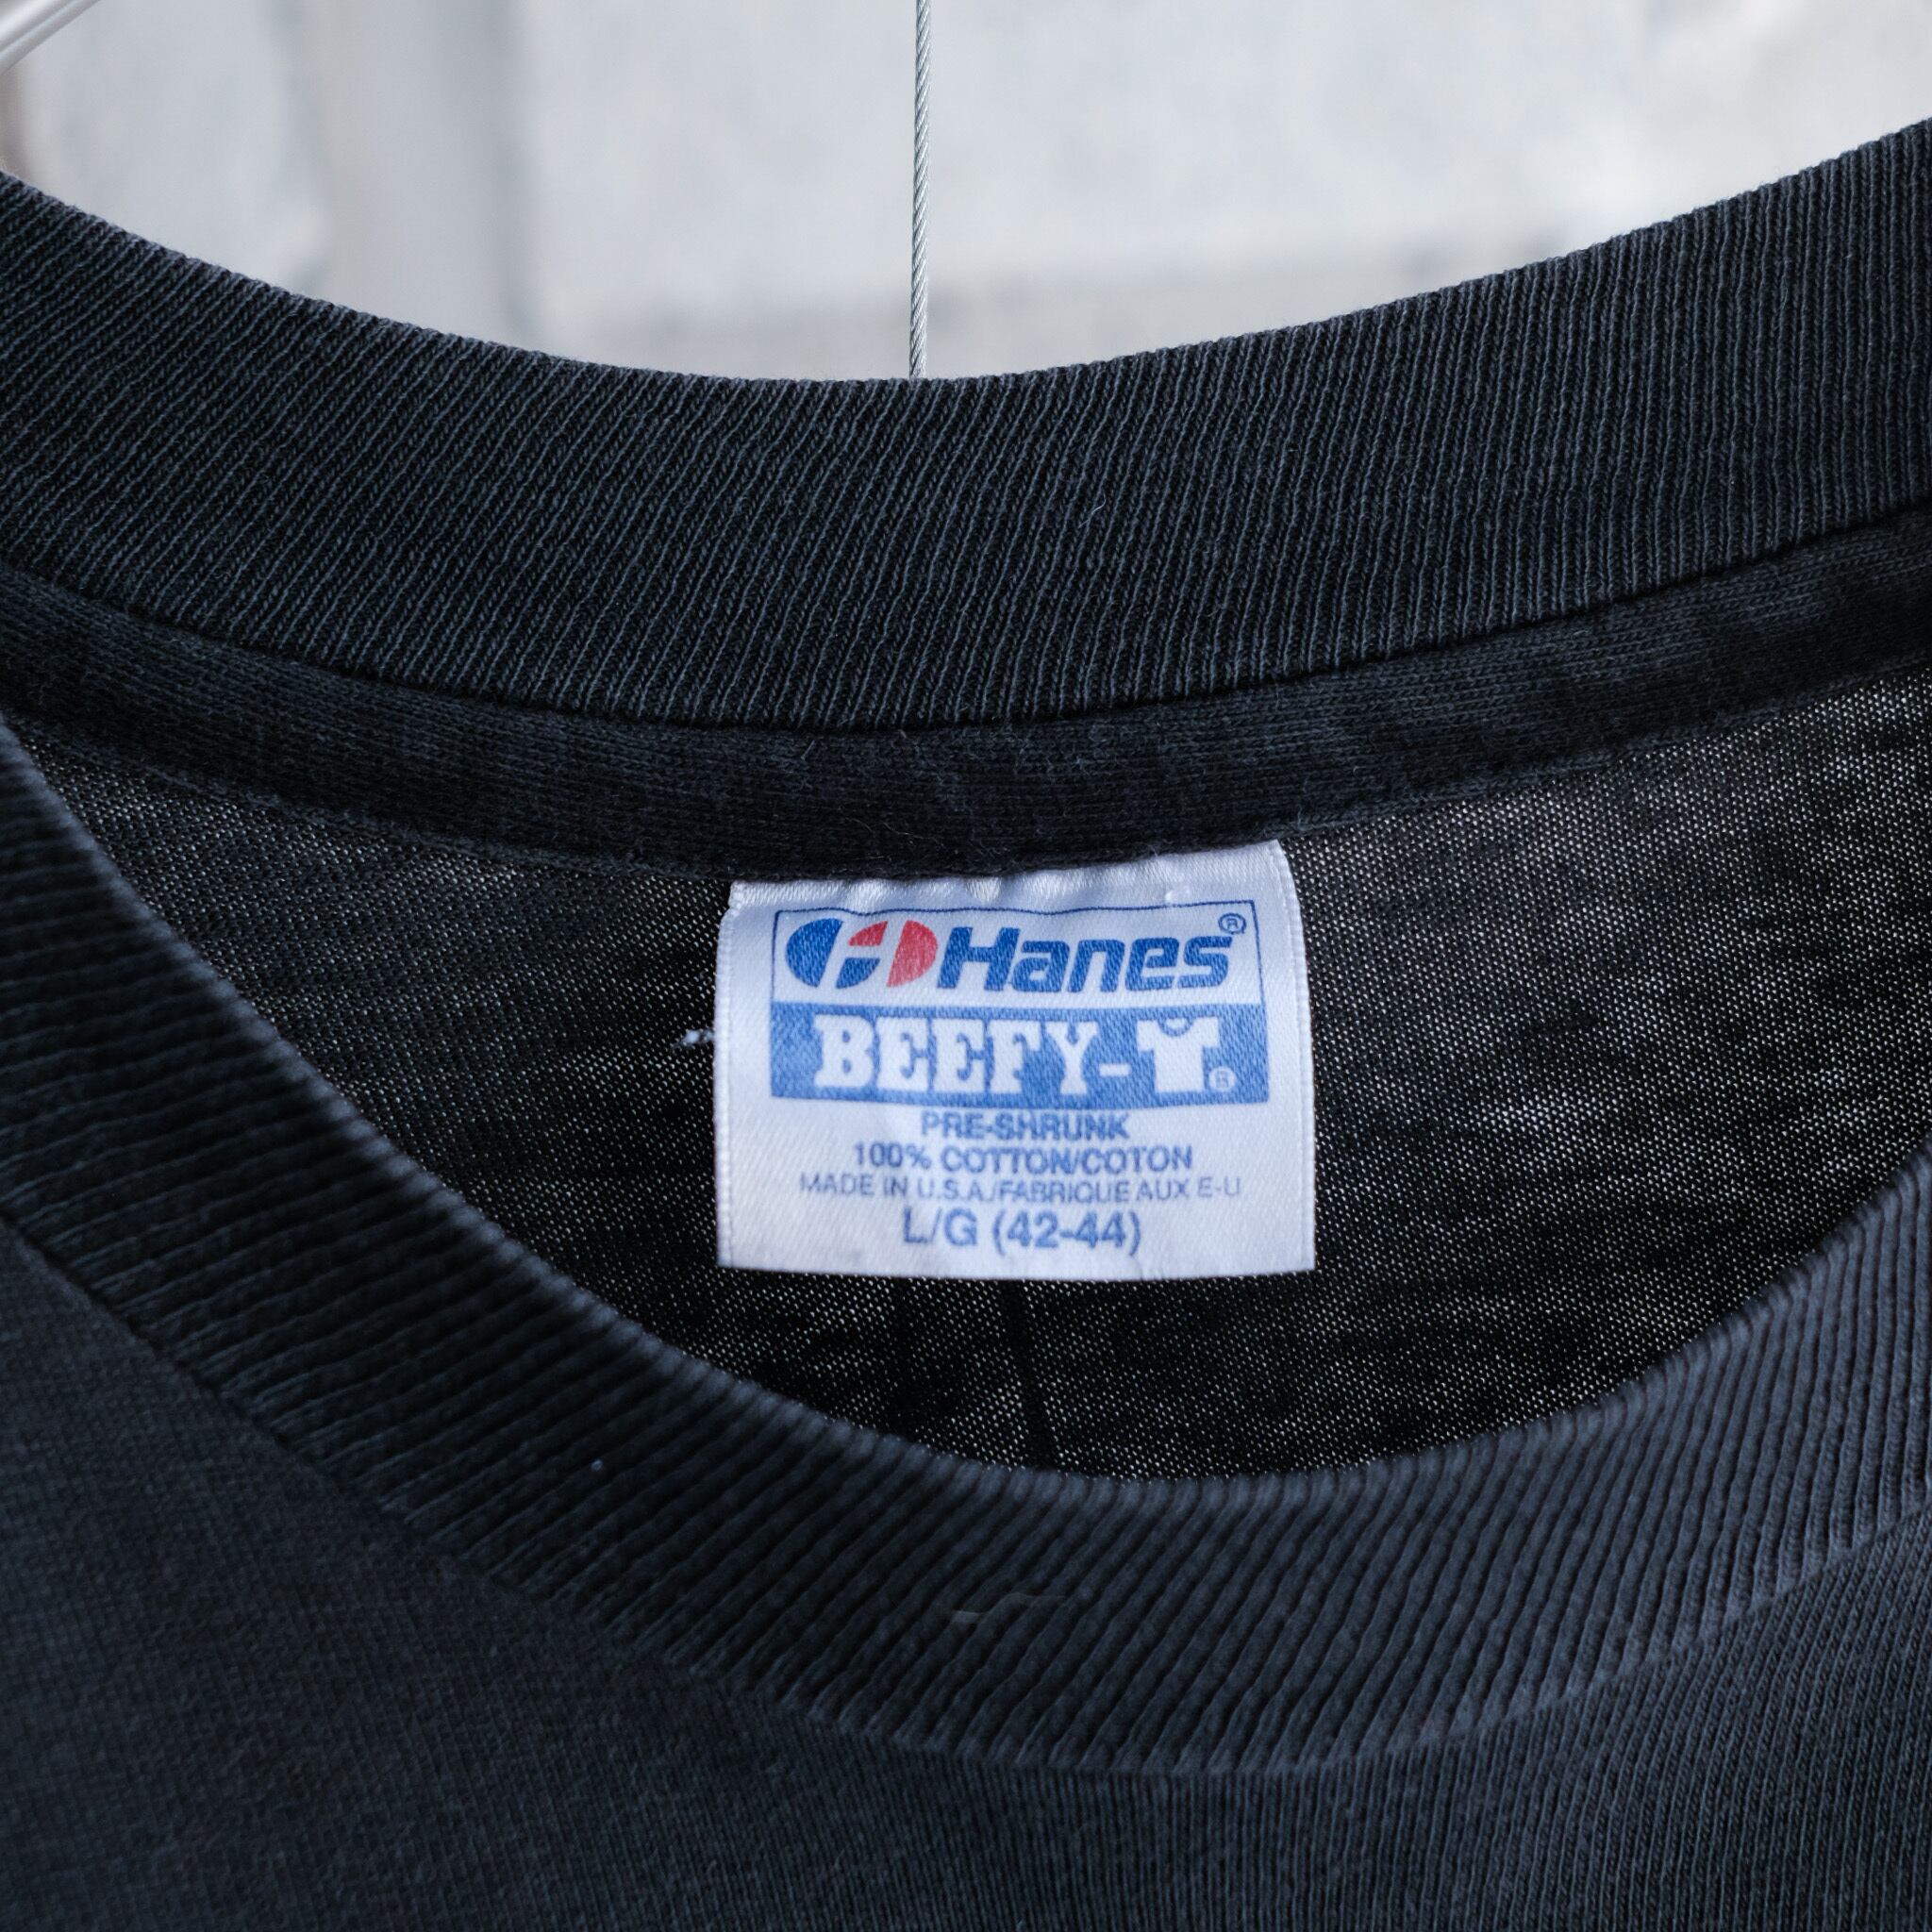 Hanes®
BEEFY-T®
PRE-SHRUNK
100% COTTON/COTON
MADE IN U.S.A./FABRIQUE AUX E-U
L/G (42-44)